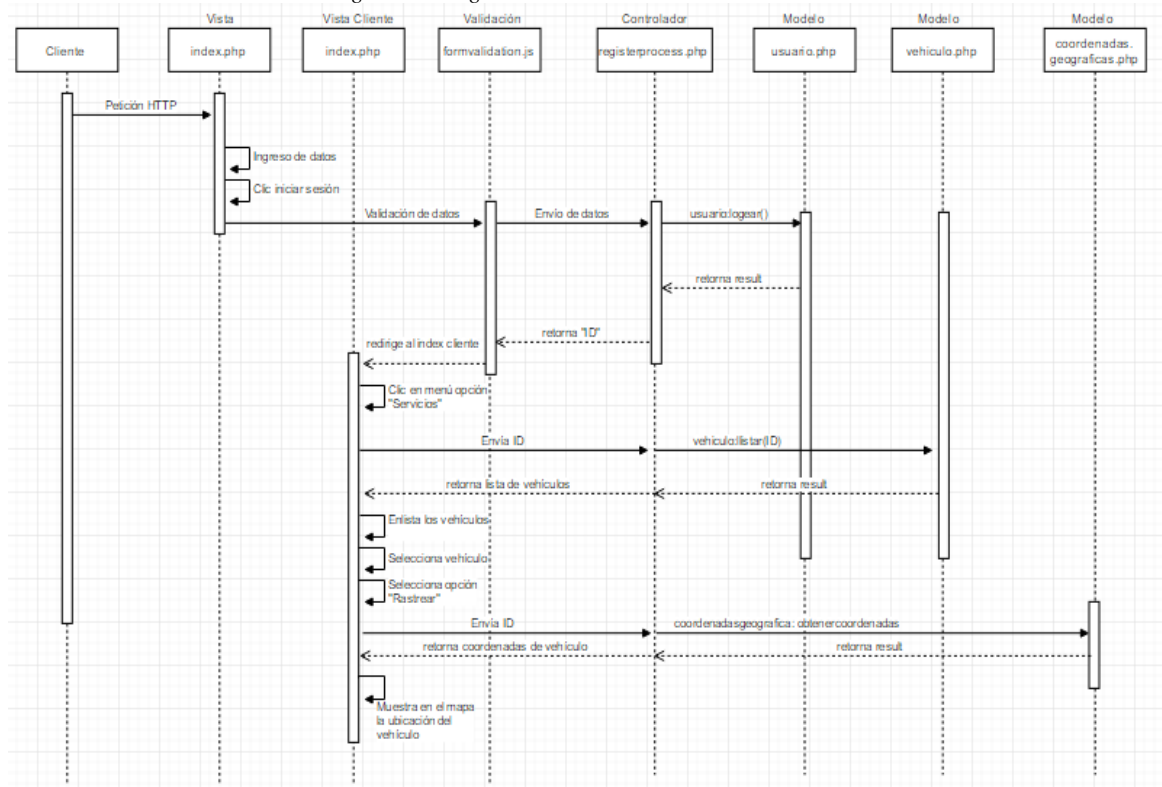 Vista
Vista Cliente
Validación
Controlador
Modelo
Modelo
Modelo
Cliente
index.php
index.php
formvalidation.js
registerprocess.php
usuario.php
vehiculo.php
coordenadas.
geograficas.php
Petición HTTP
Ingreso de datos
Clic iniciar sesión
Validación de datos
Envío de datos
usuario:logear()
retorna result
retorna "ID"
redirige al index cliente
Clic en menú opción
"Servicios"
Envía ID
vehiculo:listar(ID)
retorna lista de vehículos
retorna result
Enlista los vehículos
Selecciona vehículo
Selecciona opción
"Rastrear"
Envía ID
coordenadasgeografica: obtenercoordenadas
retorna coordenadas de vehículo
retorna result
Muestra en el mapa
la ubicación del
vehículo